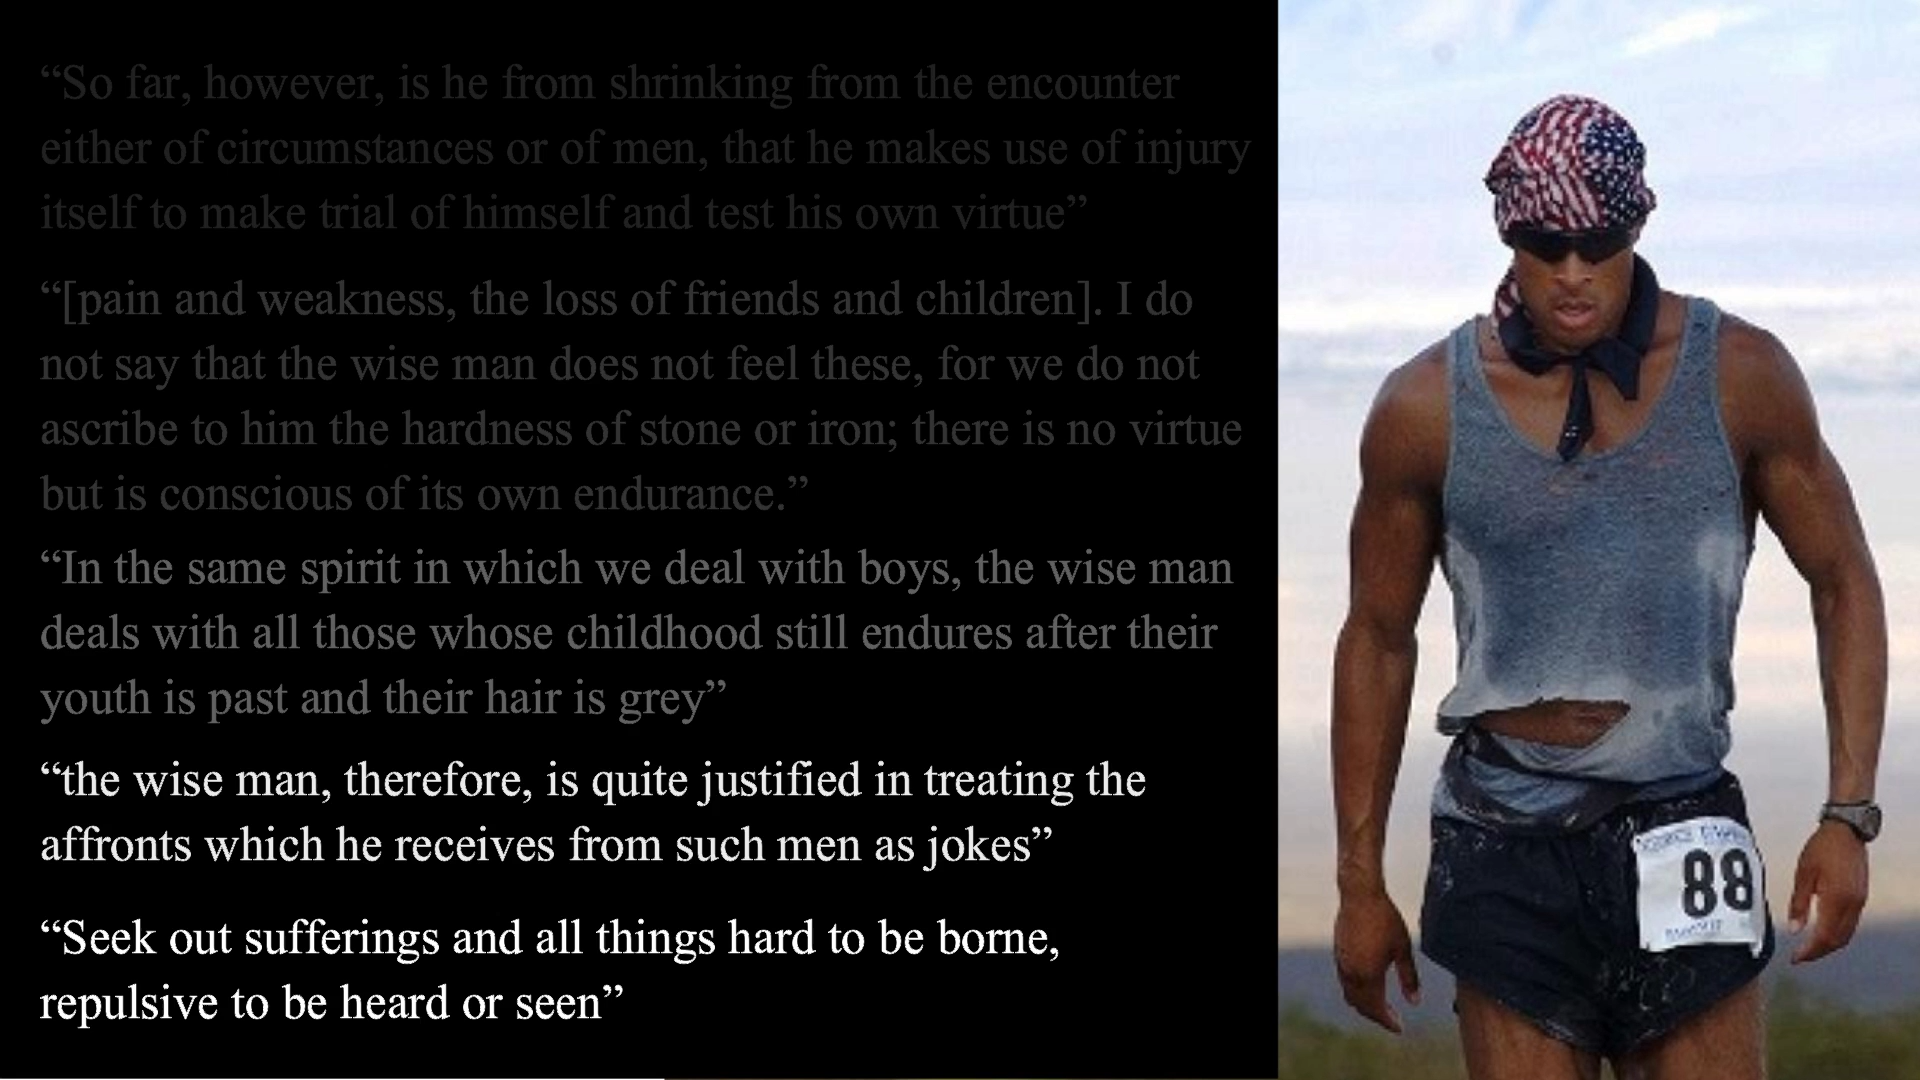 “So far, however, is he from shrinking from the encounter
either of circumstances or of men, that he makes use of injury
itself to make trial of himself and test his own virtue”
“[pain and weakness, the loss of friends and children]. I do
not say that the wise man does not feel these, for we do not
ascribe to him the hardness of stone or iron; there is no virtue
but is conscious of its own endurance.”
“In the same spirit in which we deal with boys, the wise man
deals with all those whose childhood still endures after their
youth is past and their hair is grey”
“the wise man, therefore, is quite justified in treating the
affronts which he receives from such men as jokes”
“Seek out sufferings and all things hard to be borne,
repulsive to be heard or seen”
88